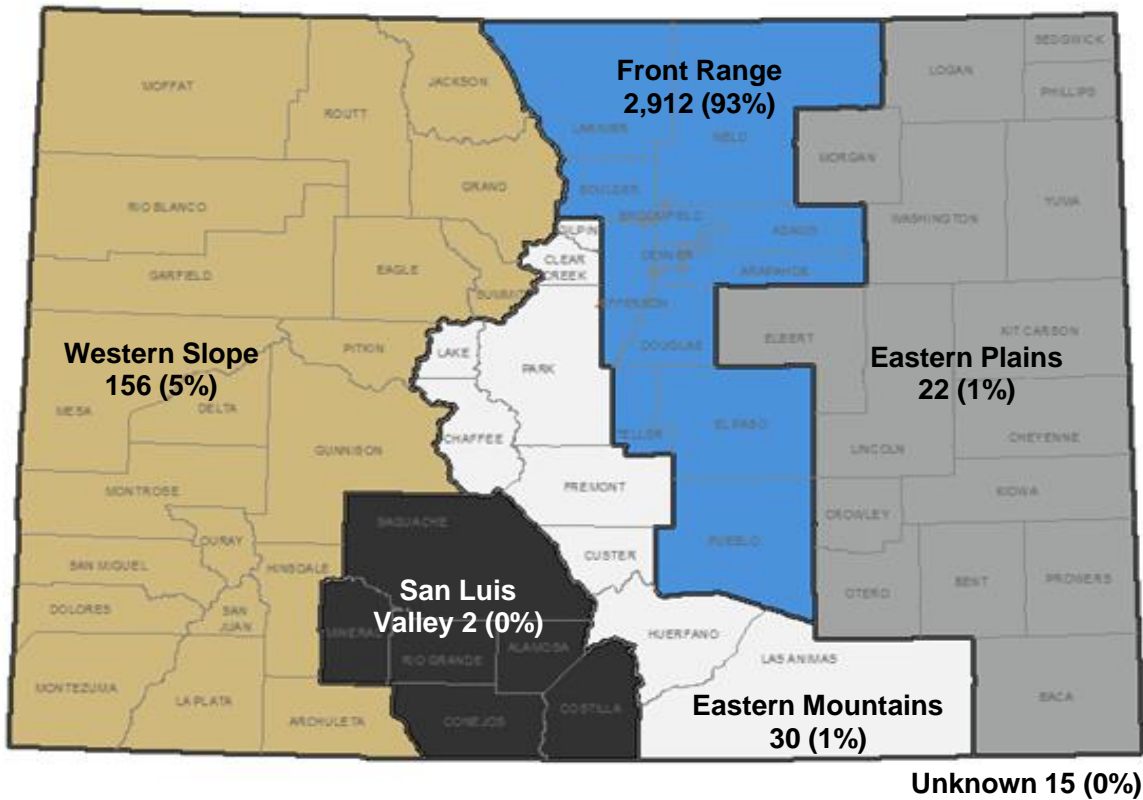 SEDGWICK
LOGAN
JACKSON
Front Range
2,912 (93%)
MOFFAT
PHILLIPS
ROUTT
LARIMER
WELD
MORGAN
GRAND
BOULDER
RIO BLANCO
YUMA
BROOMFIELD
WASHINGTON
GILPIN
ADAMS
DENVER
CLEAR
CREEK
EAGLE
GARFIELD
ARAPAHOE
SUMMIT
JEFFERSON
KIT CARSON
ELBERT
DOUGLAS
PITKIN
Western Slope
156 (5%)
LAKE
Eastern Plains
22 (1%)
PARK
MESA
DELTA
EL PASO
TELLER
CHAFFEE
CHEYENNE
GUNNISON
LINCOLN
FREMONT
MONTROSE
KIOWA
SAGUACHE
CROWLEY
OURAY
PUEBLO
CUSTER
SAN MIGUEL
HINSDALE
BENT
PROWERS
San Luis
Valley 2 (0%)
OTERO
DOLORES
SAN
JUAN
MINERAL
HUERFANO
ALAMOSA
RIO GRANDE
LAS ANIMAS
MONTEZUMA
LA PLATA
BACA
COSTILLA
Eastern Mountains
30 (1%)
ARCHULETA
CONEJOS
Unknown 15 (0%)